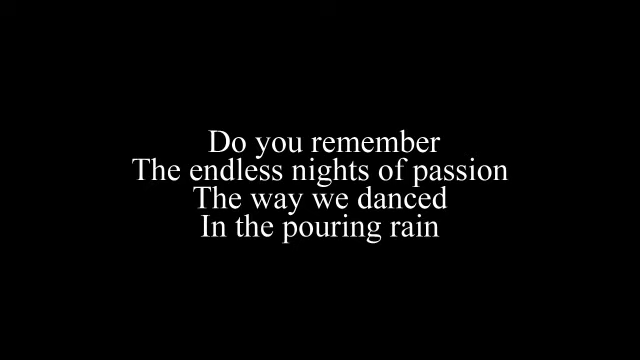 Do you remember
The endless nights of passion
The way we danced
In the pouring rain